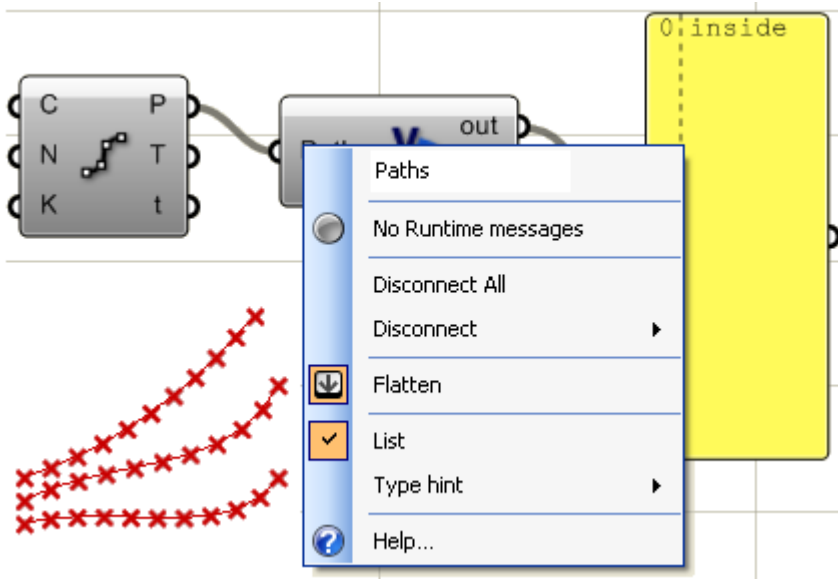 0 inside
C P
N T
K t
out
Paths
No Runtime messages
Disconnect All
Disconnect
Flatten
List
Type hint
Help...